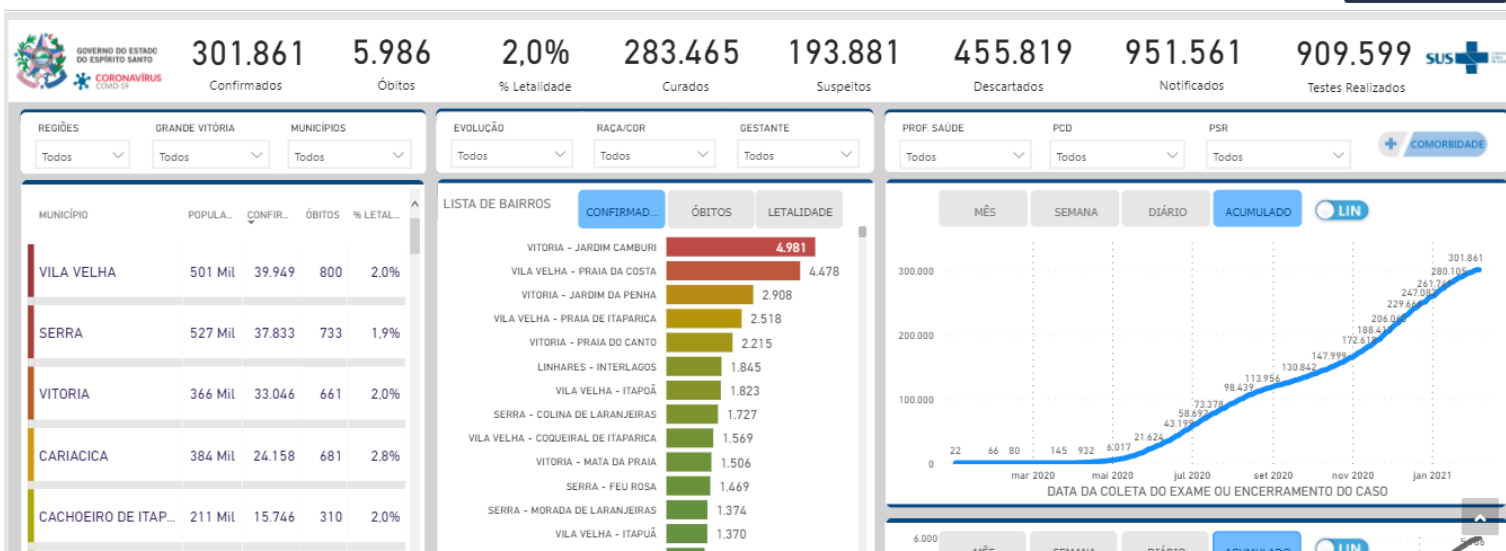 GOVERNO DO ESTADO
DO ESPÍRITO SANTO
CORONAVÍRUS
COVID-19
301.861
Confirmados
5.986
Óbitos
2,0%
% Letalidade
283.465
Curados
193.881
Suspeitos
455.819
Descartados
951.561
Notificados
909.599
Testes Realizados
SUS
REGIÕES GRANDE VITÓRIA MUNICÍPIOS
Todos Todos Todos
EVOLUÇÃO RAÇA/COR GESTANTE
Todos Todos Todos
PROF. SAÚDE PCD PSR
Todos Todos Todos
+ COMORBIDADE
MUNICÍPIO POPULA... CONFIR... ÓBITOS % LETAL...
VILA VELHA 501 Mil 39.949 800 2,0%
SERRA 527 Mil 37.833 733 1,9%
VITORIA 366 Mil 33.046 661 2,0%
CARIACICA 384 Mil 24.158 681 2,8%
CACHOEIRO DE ITAP... 211 Mil 15.746 310 2,0%
LISTA DE BAIRROS CONFIRMAD... ÓBITOS LETALIDADE
VITORIA - JARDIM CAMBURI 4.981
VILA VELHA - PRAIA DA COSTA 4.478
VITORIA - JARDIM DA PENHA 2.908
VILA VELHA - PRAIA DE ITAPARICA 2.518
VITORIA - PRAIA DO CANTO 2.215
LINHARES - INTERLAGOS 1.845
VILA VELHA - ITAPOÃ 1.823
SERRA - COLINA DE LARANJEIRAS 1.727
VILA VELHA - COQUEIRAL DE ITAPARICA 1.569
VITORIA - MATA DA PRAIA 1.506
SERRA - FEU ROSA 1.469
SERRA - MORADA DE LARANJEIRAS 1.374
VILA VELHA - ITAPUÃ 1.370
MÊS SEMANA DIÁRIO ACUMULADO LIN
300.000
200.000
100.000
0
22 66 80 145 932 6.017 21.624 43.199 58.692 73.378 98.439 113.956 130.842 147.999 172.618 188.417 206.062 229.664 247.082 280.105 301.861
mar 2020 mai 2020 jul 2020 set 2020 nov 2020 jan 2021
DATA DA COLETA DO EXAME OU ENCERRAMENTO DO CASO
6.000
MÊS SEMANA DIÁRIO ACUMULADO LIN